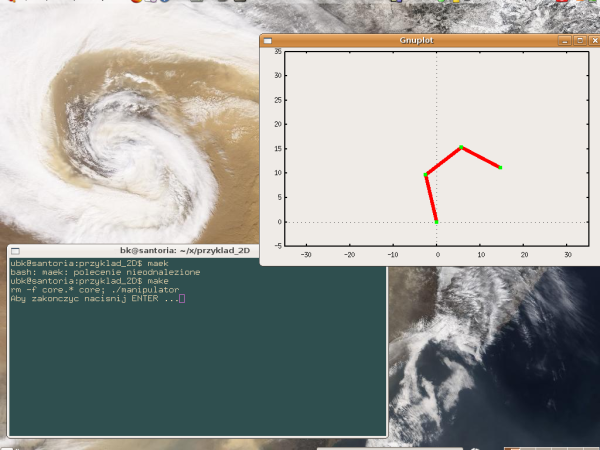 Gnuplot
35
30
25
20
15
10
5
0
-5
-30 -20 -10 0 10 20 30
bk@santoria: ~/x/przyklad_2D
ubk@santoria:przyklad_2D$ maek
bash: maek: polecenie nieodnalezione
ubk@santoria:przyklad_2D$ make
rm -f core.* core; ./manipulator
Aby zakonczyc nacisnij ENTER ...